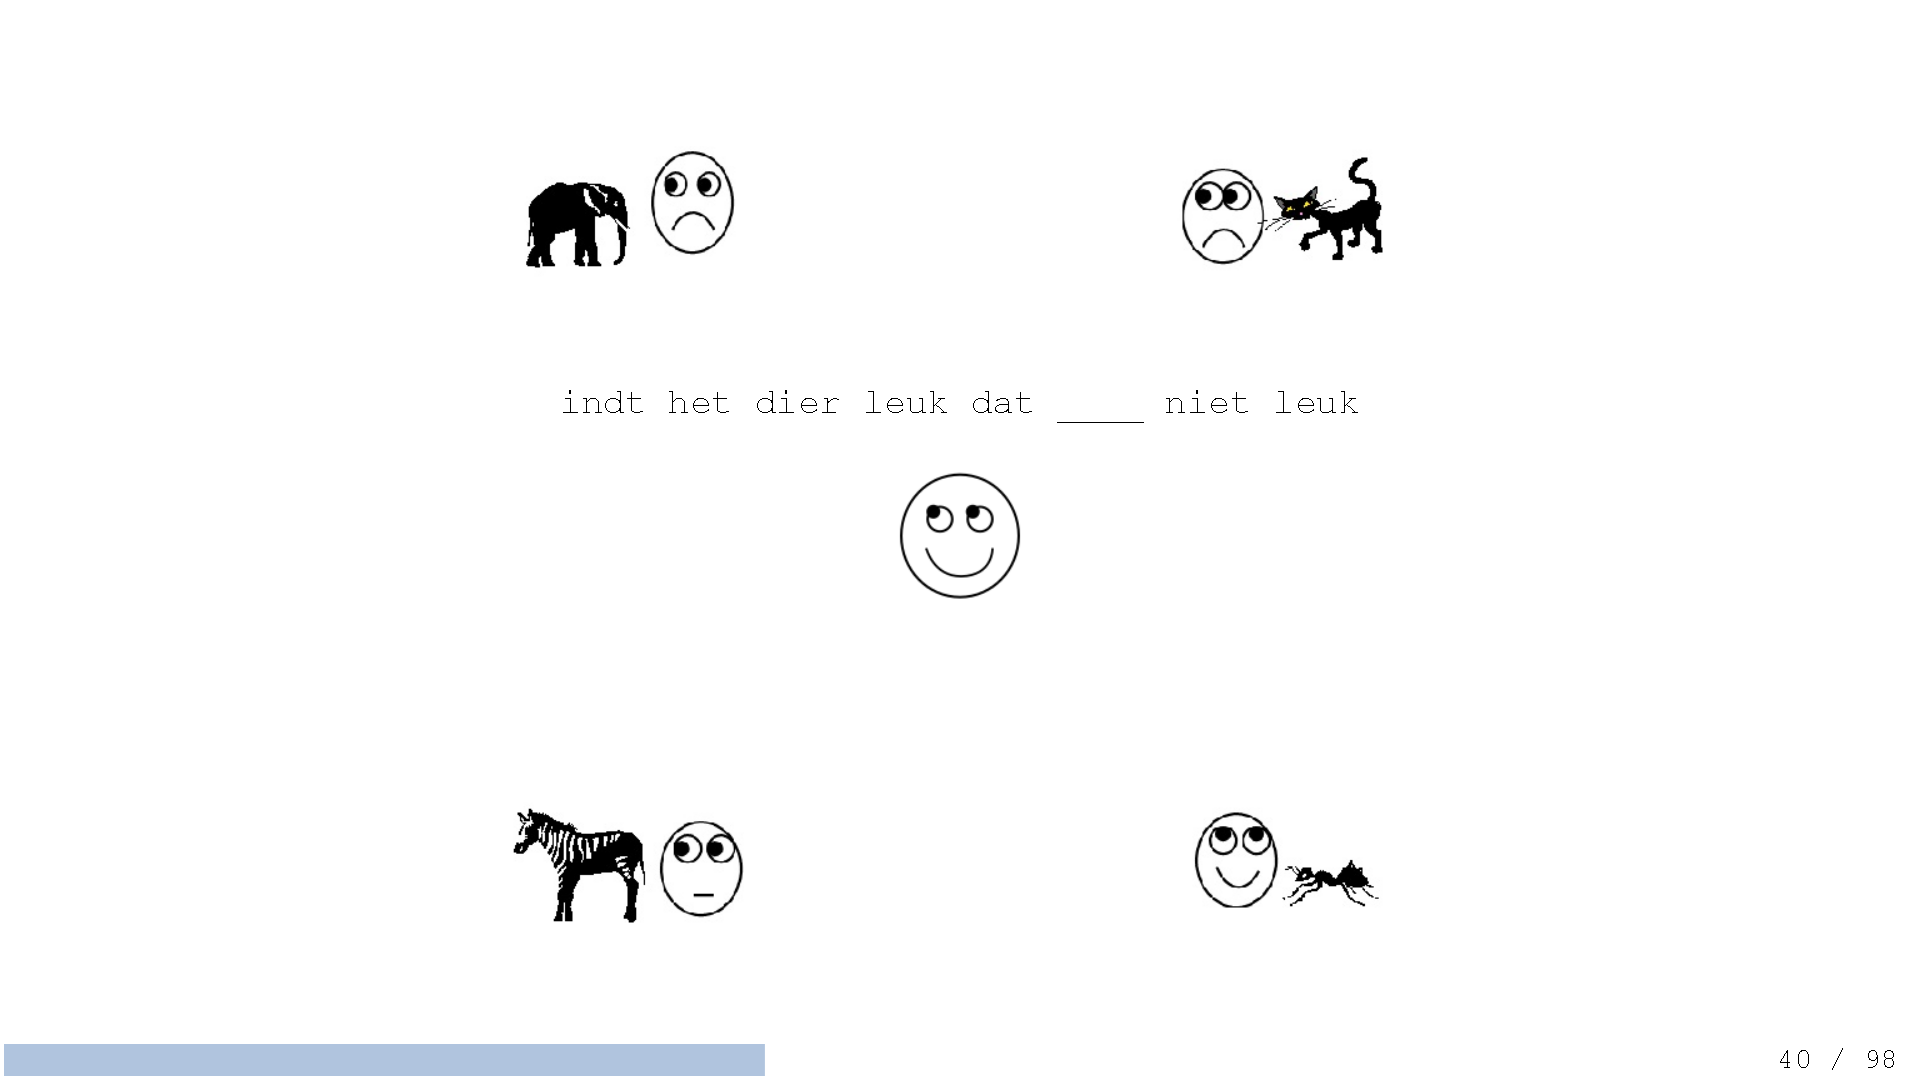 indt het dier leuk dat ____ niet leuk
40 / 98